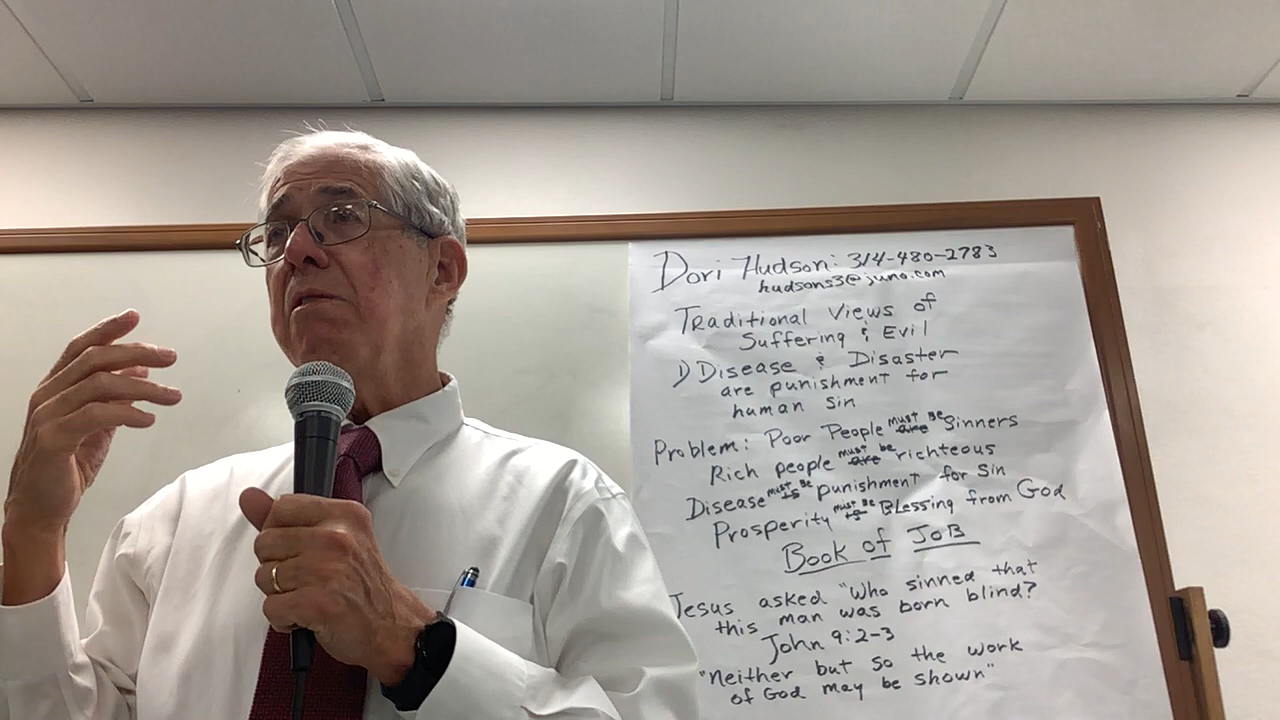 Dori Hudson: 314-480-2783
hudsons3@juno.com
Traditional Views of
Suffering & Evil
1) Disease & Disaster
are punishment for
human sin
Problem: Poor People must be are Sinners
Rich people must be are richteous
Disease must be is punishment for sin
Prosperity must be is Blessing from God
Book of JoB
Jesus asked "Who sinned that
this man was born blind?
John 9:2-3
"Neither but so the work
of God may be shown"